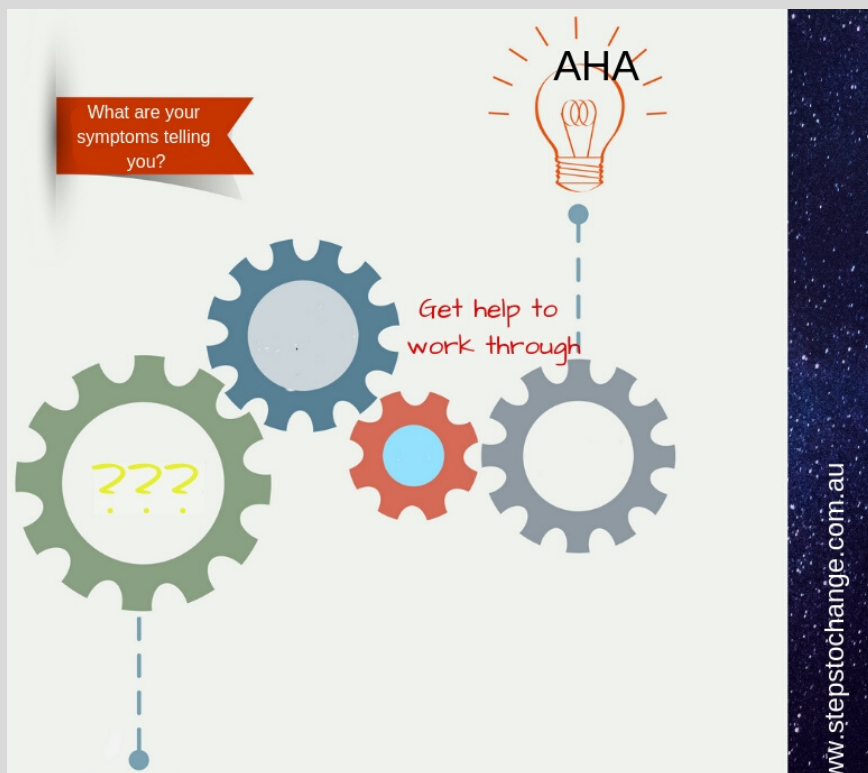 AHA
What are your
symptoms telling
you?
Get help to
work through
???
ww.stepstochange.com.au